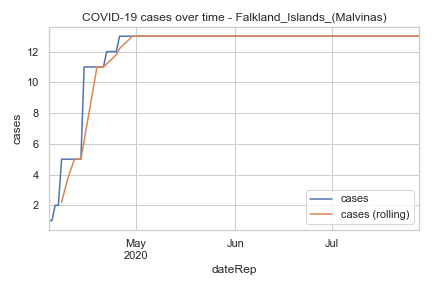 COVID-19 cases over time - Falkland_Islands_(Malvinas)
cases
12
10
8
6
4
2
cases
cases (rolling)
May
2020
Jun
Jul
dateRep